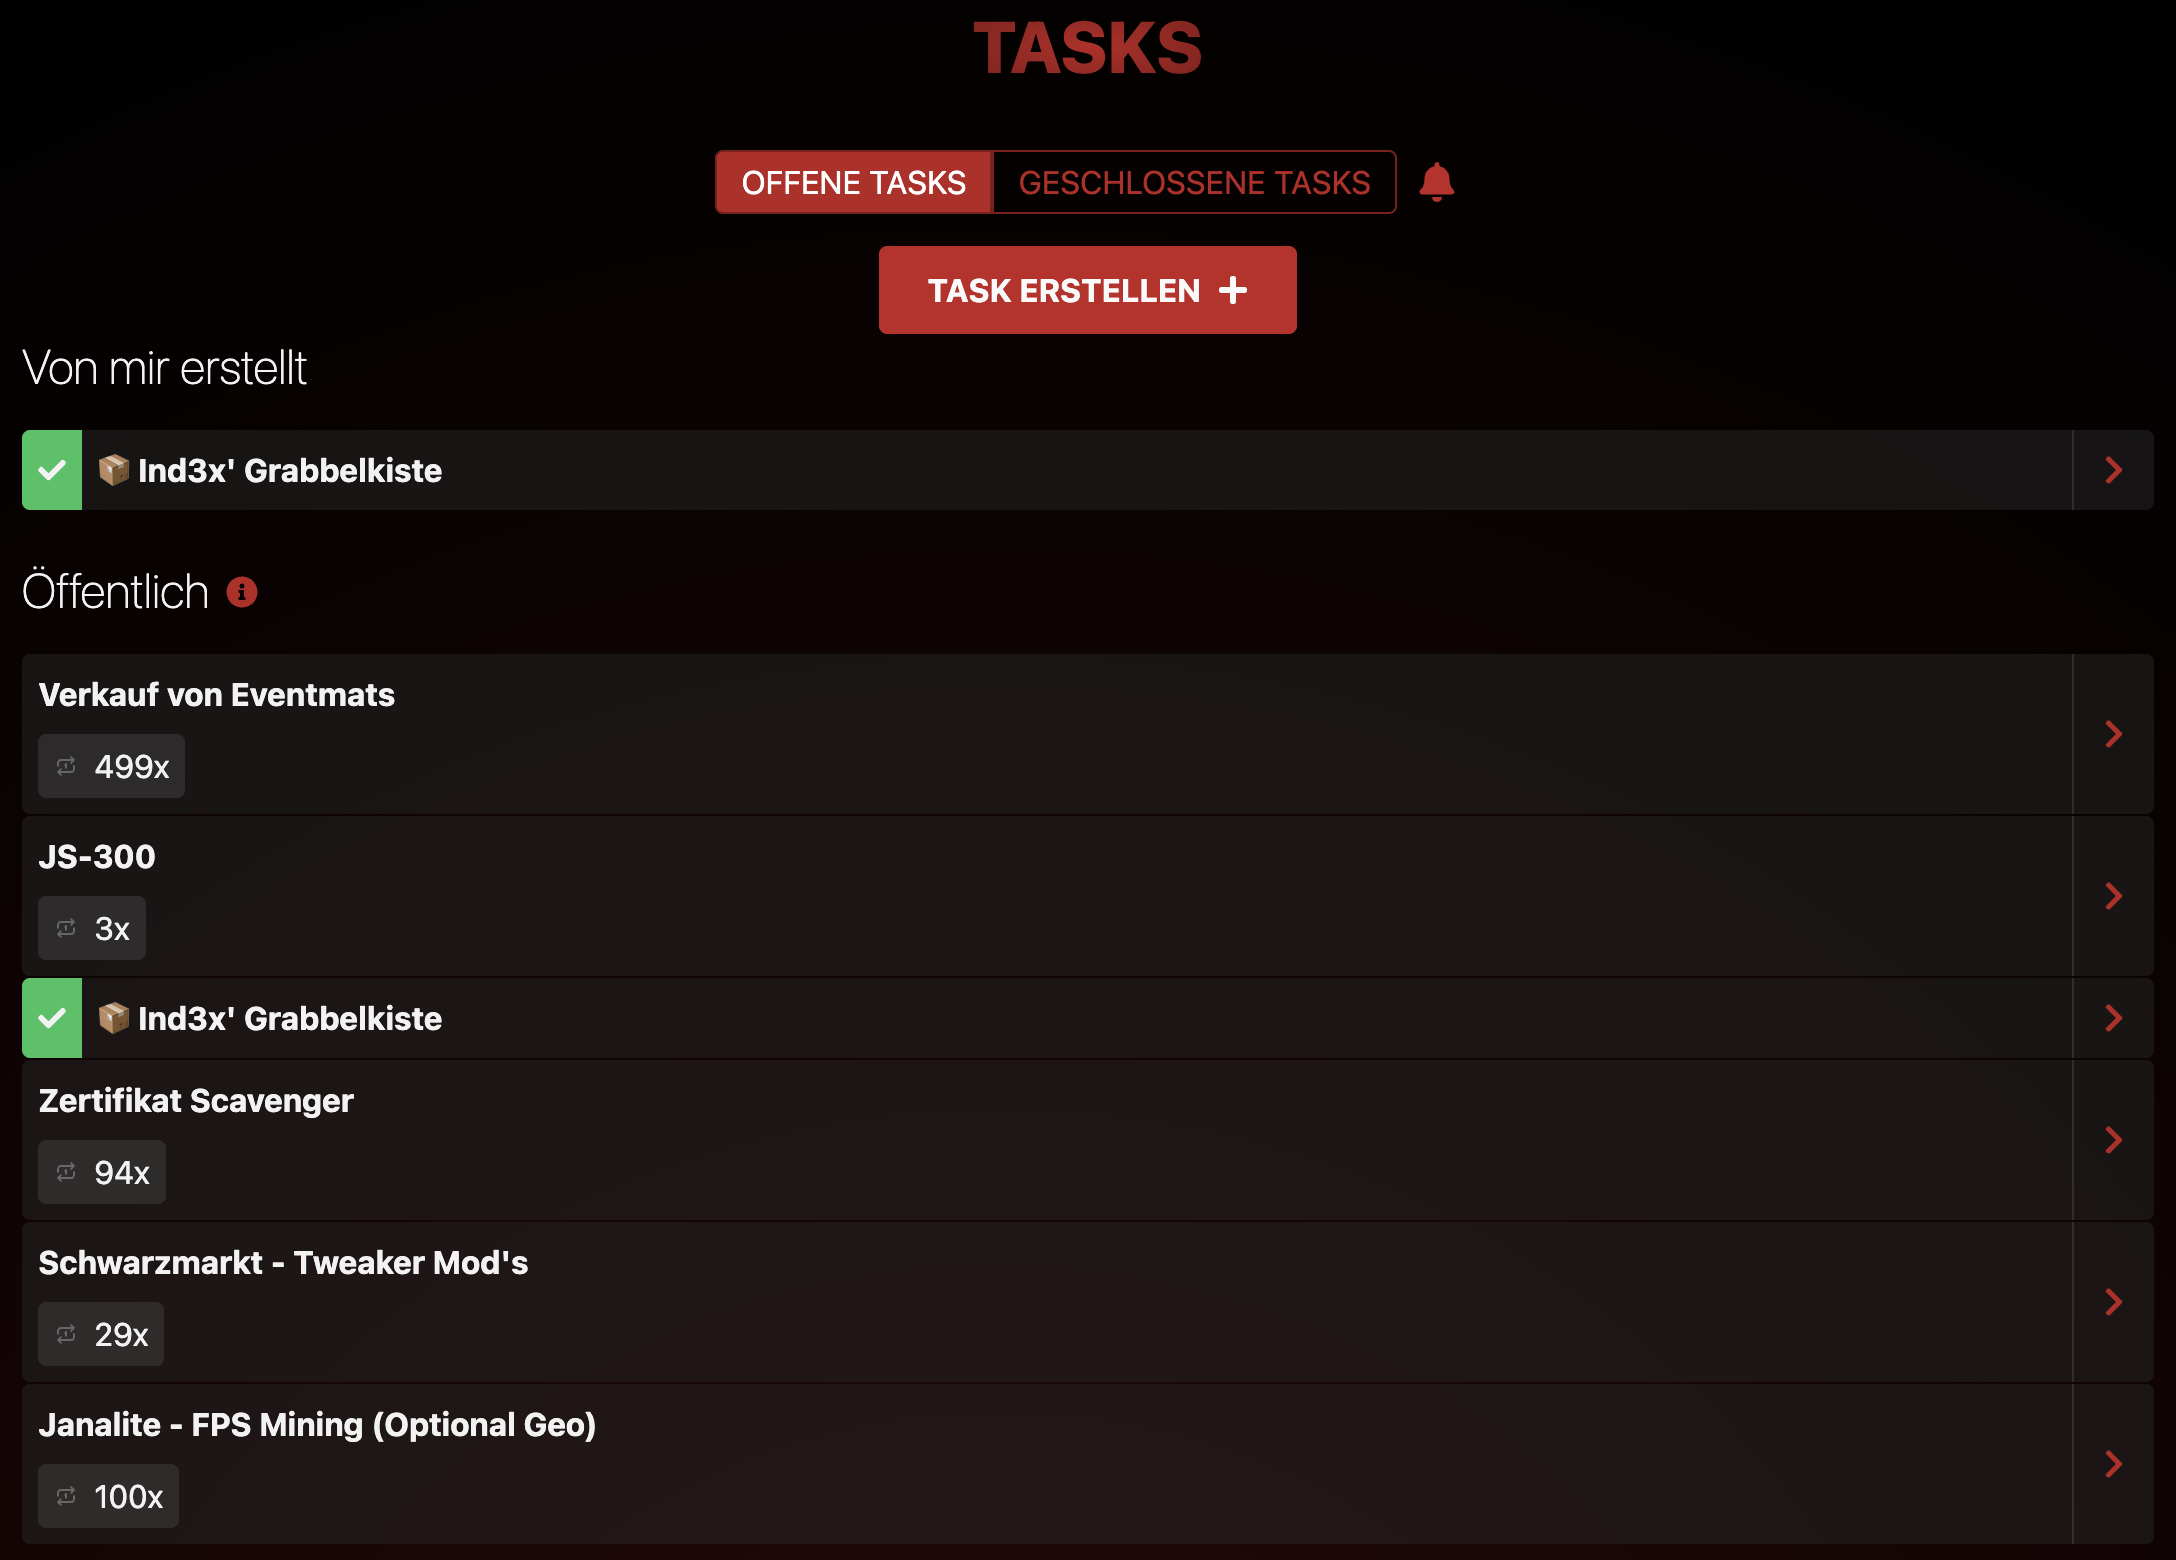 TASKS
OFFENE TASKS
GESCHLOSSENE TASKS
TASK ERSTELLEN
Von mir erstellt
📦 Ind3x' Grabbelkiste
Öffentlich
Verkauf von Eventmats
499x
JS-300
3x
📦 Ind3x' Grabbelkiste
Zertifikat Scavenger
94x
Schwarzmarkt - Tweaker Mod's
29x
Janalite - FPS Mining (Optional Geo)
100x